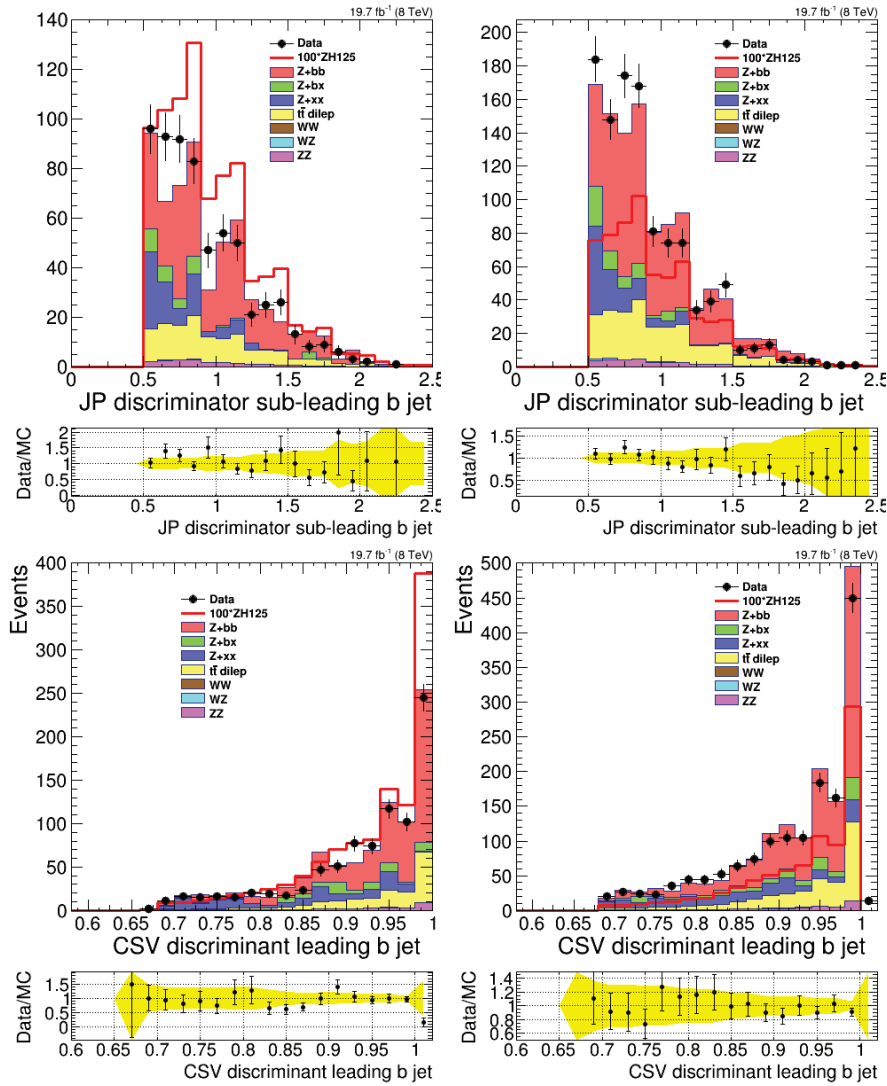 19.7 fb⁻¹ (8 TeV)
140
120
100
80
60
40
20
0
Data
100*ZH125
Z+bb
Z+bx
Z+xx
tt̄ dilep
WW
WZ
ZZ
0 0.5 1 1.5 2 2.5
JP discriminator sub-leading b jet
Data/MC
2
1.5
1
0.5
0
0 0.5 1 1.5 2 2.5
JP discriminator sub-leading b jet
19.7 fb⁻¹ (8 TeV)
200
180
160
140
120
100
80
60
40
20
0
Data
100*ZH125
Z+bb
Z+bx
Z+xx
tt̄ dilep
WW
WZ
ZZ
0 0.5 1 1.5 2 2.5
JP discriminator sub-leading b jet
Data/MC
1.5
1
0.5
0 0.5 1 1.5 2 2.5
JP discriminator sub-leading b jet
19.7 fb⁻¹ (8 TeV)
Events
400
350
300
250
200
150
100
50
0
Data
100*ZH125
Z+bb
Z+bx
Z+xx
tt̄ dilep
WW
WZ
ZZ
0.6 0.65 0.7 0.75 0.8 0.85 0.9 0.95 1
CSV discriminant leading b jet
Data/MC
1.5
1
0.5
0
0.6 0.65 0.7 0.75 0.8 0.85 0.9 0.95 1
CSV discriminant leading b jet
19.7 fb⁻¹ (8 TeV)
Events
500
450
400
350
300
250
200
150
100
50
0
Data
100*ZH125
Z+bb
Z+bx
Z+xx
tt̄ dilep
WW
WZ
ZZ
0.6 0.65 0.7 0.75 0.8 0.85 0.9 0.95 1
CSV discriminant leading b jet
Data/MC
1.4
1.2
1
0.8
0.6
0.6 0.65 0.7 0.75 0.8 0.85 0.9 0.95 1
CSV discriminant leading b jet